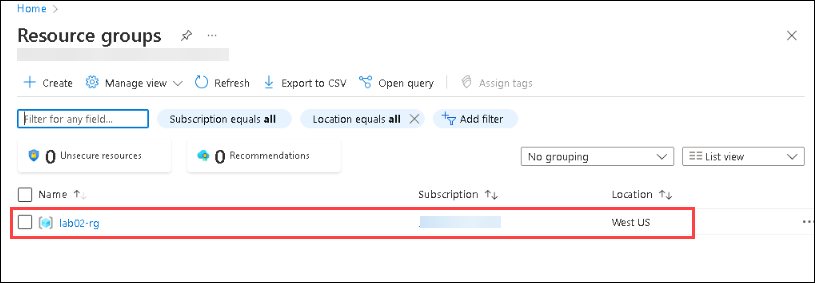 Home >
Resource groups ...
Create Manage view Refresh Export to CSV Open query Assign tags
Filter for any field... Subscription equals all Location equals all Add filter
0 Unsecure resources 0 Recommendations No grouping List view
Name ↑↓ Subscription ↑↓ Location ↑↓
lab02-rg West US ...